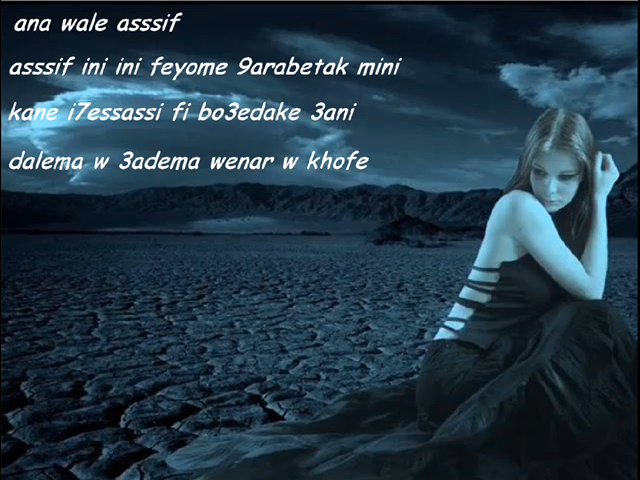 ana wale asssif
asssif ini ini feyome 9arabetak mini
kane i7essassi fi bo3edake 3ani
dalema w 3adema wenar w khofe